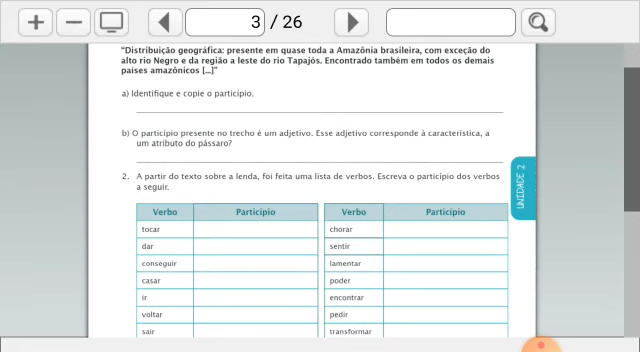 3 / 26
"Distribuição geográfica: presente em quase toda a Amazônia brasileira, com exceção do
alto rio Negro e da região a leste do rio Tapajós. Encontrado também em todos os demais
países amazônicos [...]"
a) Identifique e copie o particípio.
b) O particípio presente no trecho é um adjetivo. Esse adjetivo corresponde à característica, a
um atributo do pássaro?
UNIDADE 2
2. A partir do texto sobre a lenda, foi feita uma lista de verbos. Escreva o particípio dos verbos
a seguir.
Verbo Particípio Verbo Particípio
tocar chorar
dar sentir
conseguir lamentar
casar poder
ir encontrar
voltar pedir
sair transformar